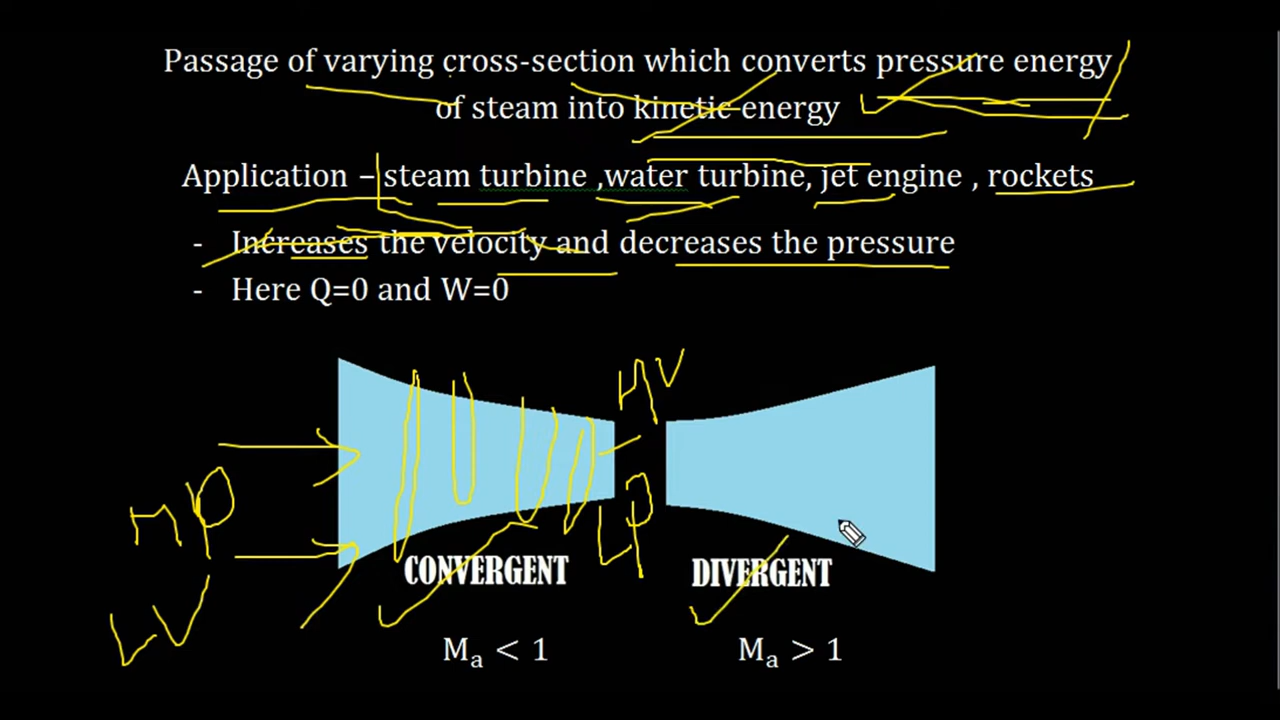 Passage of varying cross-section which converts pressure energy
of steam into kinetic energy
Application – steam turbine ,water turbine, jet engine , rockets
- Increases the velocity and decreases the pressure
- Here Q=0 and W=0
HV
HP
LP
LV
CONVERGENT DIVERGENT
Ma < 1 Ma > 1